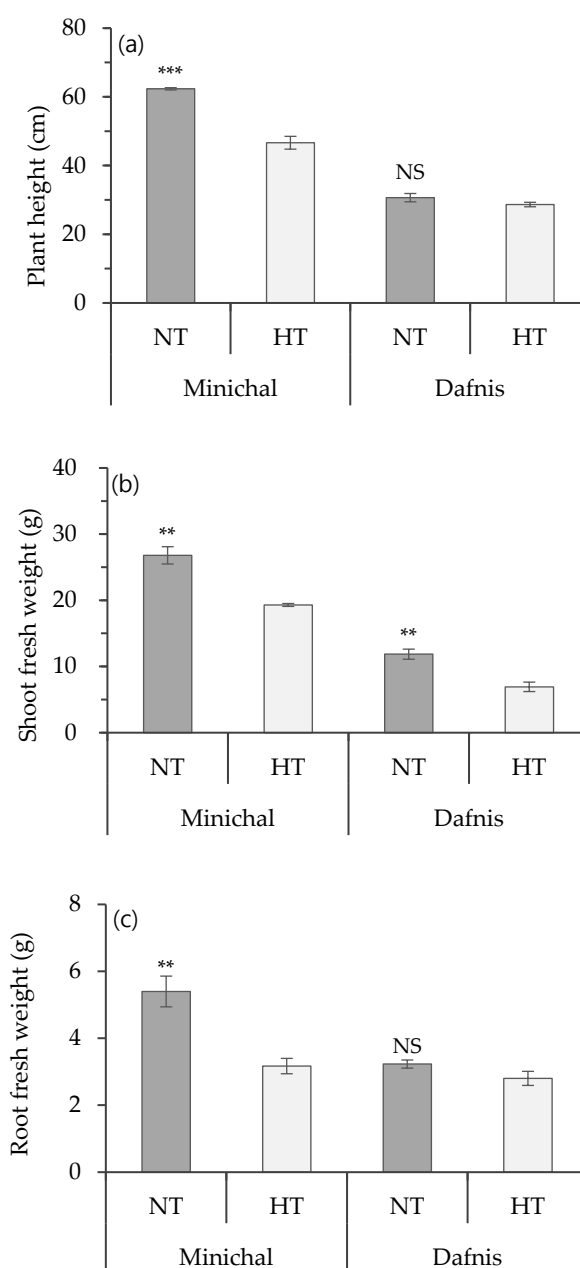 (a)
Plant height (cm)
80
60
40
20
0
***
NS
NT HT NT HT
Minichal Dafnis
(b)
Shoot fresh weight (g)
40
30
20
10
0
**
**
NT HT NT HT
Minichal Dafnis
(c)
Root fresh weight (g)
8
6
4
2
0
**
NS
NT HT NT HT
Minichal Dafnis